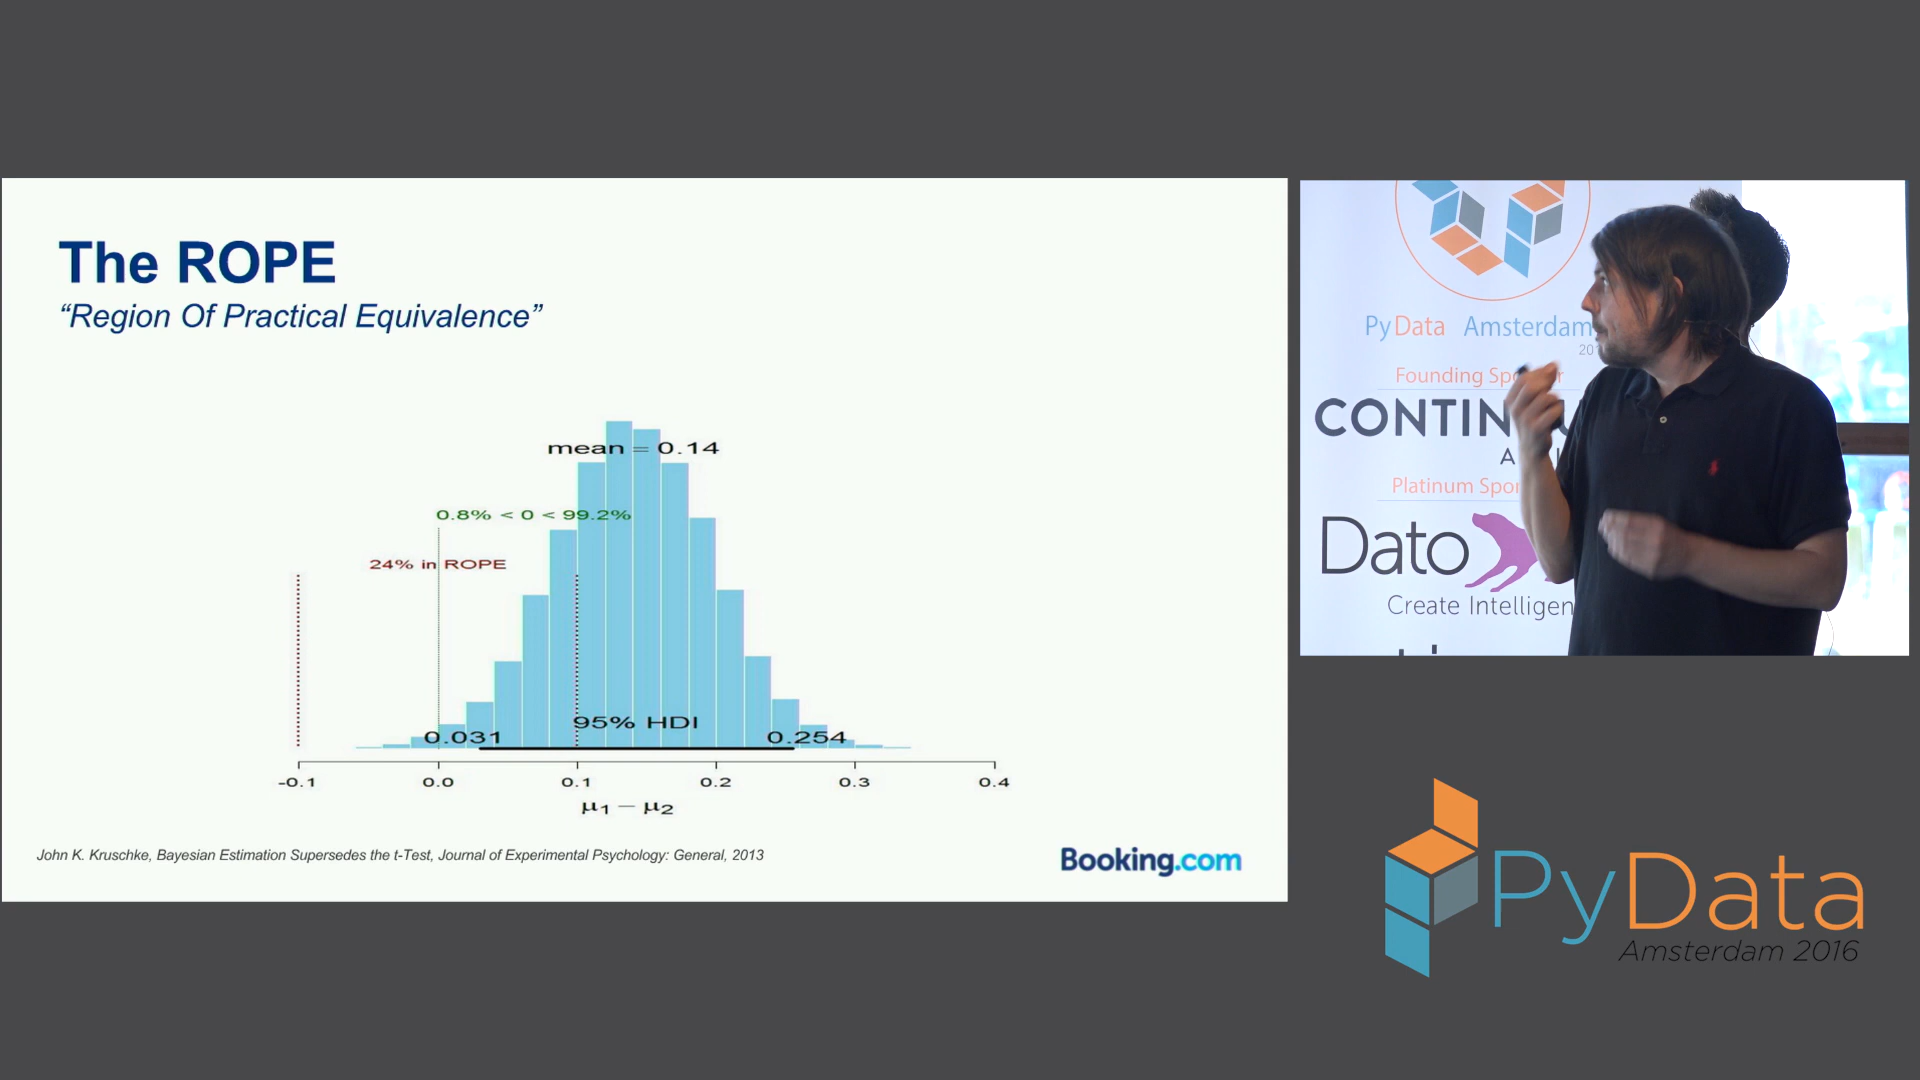 The ROPE
“Region Of Practical Equivalence”
mean = 0.14
0.8% < 0 < 99.2%
24% in ROPE
95% HDI
0.031
0.254
-0.1 0.0 0.1 0.2 0.3 0.4
μ1 − μ2
John K. Kruschke, Bayesian Estimation Supersedes the t-Test, Journal of Experimental Psychology: General, 2013
Booking.com
PyData Amsterdam
Founding
CONTIN
Platinum
Dato
Create
PyData
Amsterdam 2016